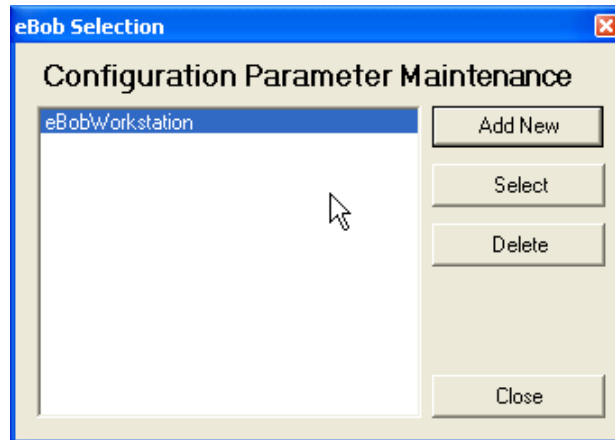 eBob Selection
Configuration Parameter Maintenance
eBobWorkstation
Add New
Select
Delete
Close